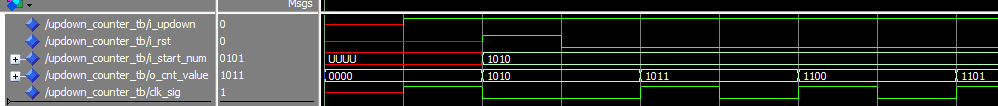 Msgs
/updown_counter_tb/i_updown 0
/updown_counter_tb/i_rst 0
/updown_counter_tb/i_start_num 0101 UUUU 1010
/updown_counter_tb/o_cnt_value 1011 0000 1010 1011 1100 1101
/updown_counter_tb/clk_sig 1